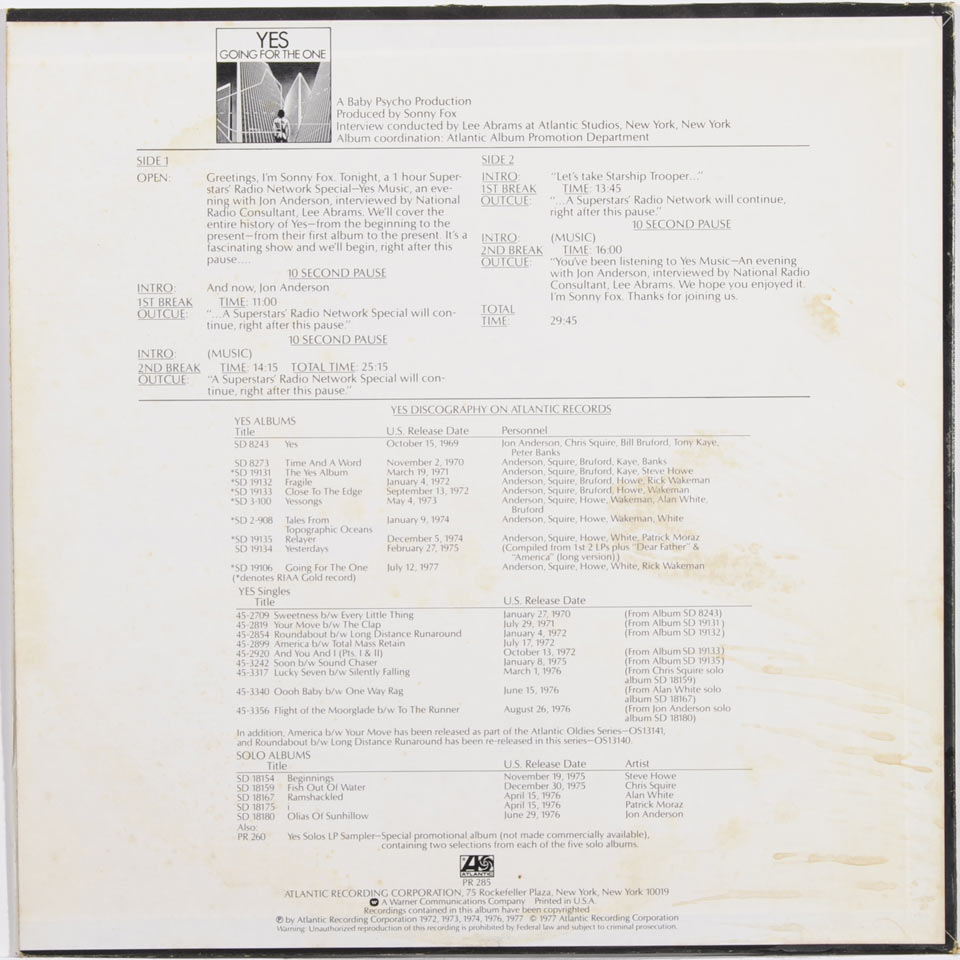 YES
GOING FOR THE ONE
A Baby Psycho Production
Produced by Sonny Fox
Interview conducted by Lee Abrams at Atlantic Studios, New York, New York
Album coordination: Atlantic Album Promotion Department
SIDE 1
OPEN: Greetings, I'm Sonny Fox. Tonight, a 1 hour Super-
stars' Radio Network Special—Yes Music, an eve-
ning with Jon Anderson, interviewed by National
Radio Consultant, Lee Abrams. We'll cover the
entire history of Yes—from the beginning to the
present—from their first album to the present. It's a
fascinating show and we'll begin, right after this
pause....
10 SECOND PAUSE
INTRO: And now, Jon Anderson
1ST BREAK TIME: 11:00
OUTCUE: "...A Superstars' Radio Network Special will con-
tinue, right after this pause."
10 SECOND PAUSE
INTRO: (MUSIC)
2ND BREAK TIME: 14:15 TOTAL TIME: 25:15
OUTCUE: "A Superstars' Radio Network Special will con-
tinue, right after this pause."
SIDE 2
INTRO: "Let's take Starship Trooper..."
1ST BREAK TIME: 13:45
OUTCUE: "...A Superstars' Radio Network will continue,
right after this pause."
10 SECOND PAUSE
INTRO: (MUSIC)
2ND BREAK TIME: 16:00
OUTCUE: "You've been listening to Yes Music—An evening
with Jon Anderson, interviewed by National Radio
Consultant, Lee Abrams. We hope you enjoyed it.
I'm Sonny Fox. Thanks for joining us.
TOTAL
TIME: 29:45
YES DISCOGRAPHY ON ATLANTIC RECORDS
YES ALBUMS
Title U.S. Release Date Personnel
SD 8243 Yes October 15, 1969 Jon Anderson, Chris Squire, Bill Bruford, Tony Kaye,
Peter Banks
SD 8273 Time And A Word November 2, 1970 Anderson, Squire, Bruford, Kaye, Banks
*SD 19131 The Yes Album March 19, 1971 Anderson, Squire, Bruford, Kaye, Steve Howe
*SD 19132 Fragile January 4, 1972 Anderson, Squire, Bruford, Howe, Rick Wakeman
*SD 19133 Close To The Edge September 13, 1972 Anderson, Squire, Bruford, Howe, Wakeman
*SD 3-100 Yessongs May 4, 1973 Anderson, Squire, Howe, Wakeman, Alan White,
Bruford
*SD 2-908 Tales From January 9, 1974 Anderson, Squire, Howe, Wakeman, White
Topographic Oceans
*SD 19135 Relayer December 5, 1974 Anderson, Squire, Howe, White, Patrick Moraz
SD 19134 Yesterdays February 27, 1975 (Compiled from 1st 2 LPs plus "Dear Father" &
"America" (long version).)
*SD 19106 Going For The One July 12, 1977 Anderson, Squire, Howe, White, Rick Wakeman
(*denotes RIAA Gold record)
YES Singles
Title U.S. Release Date
45-2709 Sweetness b/w Every Little Thing January 27, 1970 (From Album SD 8243)
45-2819 Your Move b/w The Clap July 29, 1971 (From Album SD 19131)
45-2854 Roundabout b/w Long Distance Runaround January 4, 1972 (From Album SD 19132)
45-2899 America b/w Total Mass Retain July 17, 1972
45-2920 And You And I (Pts. I & II) October 13, 1972 (From Album SD 19133)
45-3242 Soon b/w Sound Chaser January 8, 1975 (From Album SD 19135)
45-3317 Lucky Seven b/w Silently Falling March 1, 1976 (From Chris Squire solo
album SD 18159)
45-3340 Oooh Baby b/w One Way Rag June 15, 1976 (From Alan White solo
album SD 18167)
45-3356 Flight of the Moorglade b/w To The Runner August 26, 1976 (From Jon Anderson solo
album SD 18180)
In addition, America b/w Your Move has been released as part of the Atlantic Oldies Series—OS13141,
and Roundabout b/w Long Distance Runaround has been re-released in this series—OS13140.
SOLO ALBUMS
Title U.S. Release Date Artist
SD 18154 Beginnings November 19, 1975 Steve Howe
SD 18159 Fish Out Of Water December 30, 1975 Chris Squire
SD 18167 Ramshackled April 15, 1976 Alan White
SD 18175 i April 15, 1976 Patrick Moraz
SD 18180 Olias Of Sunhillow June 29, 1976 Jon Anderson
Also:
PR 260 Yes Solos LP Sampler—Special promotional album (not made commercially available),
containing two selections from each of the five solo albums.
ATLANTIC
PR 285
ATLANTIC RECORDING CORPORATION, 75 Rockefeller Plaza, New York, New York 10019
A Warner Communications Company Printed in U.S.A.
Recordings contained in this album have been copyrighted
℗ by Atlantic Recording Corporation 1972, 1973, 1974, 1976, 1977 © 1977 Atlantic Recording Corporation
Warning: Unauthorized reproduction of this recording is prohibited by Federal law and subject to criminal prosecution.